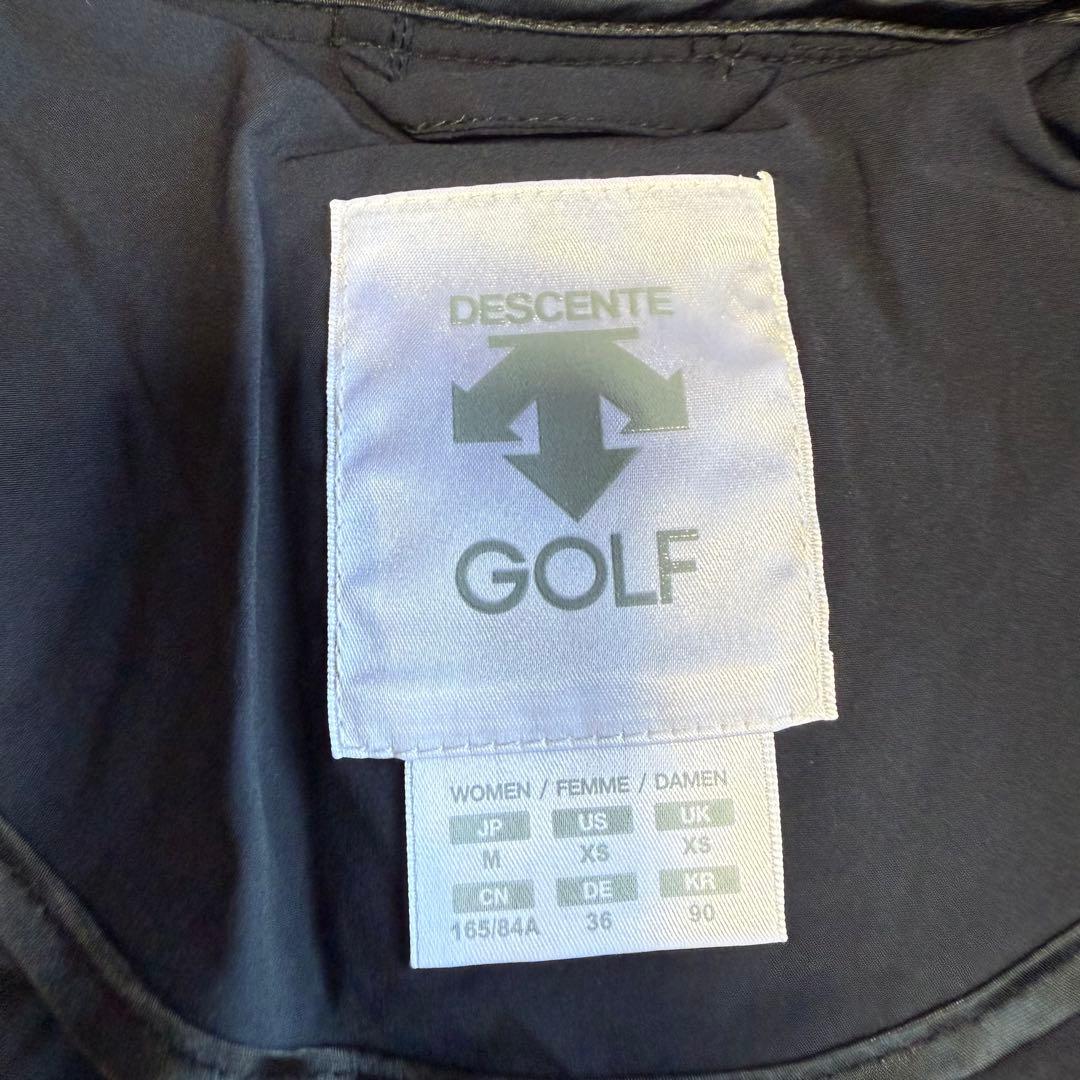 DESCENTE
GOLF
WOMEN / FEMME / DAMEN
JP US UK
M XS XS
CN DE KR
165/84A 36 90